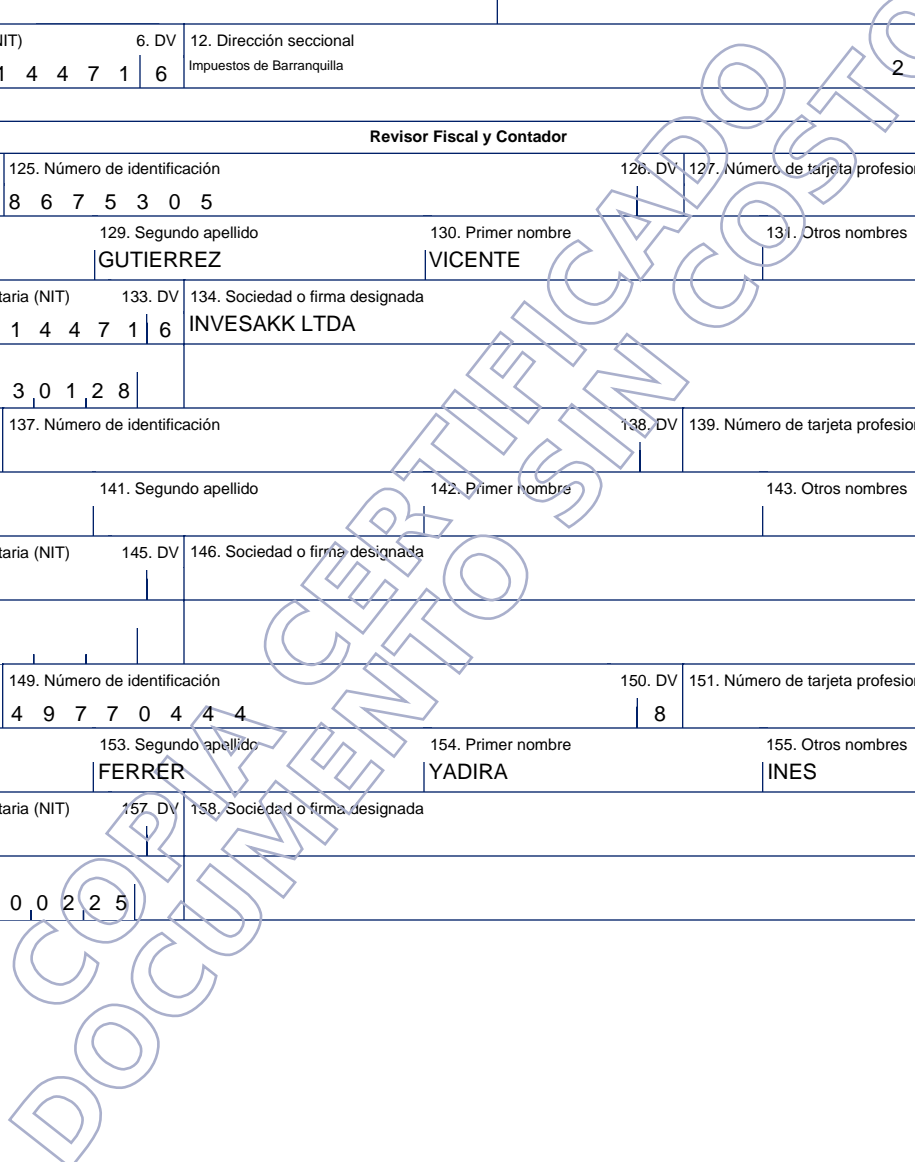 NIT) 6. DV 12. Dirección seccional
1 4 4 7 1 6 Impuestos de Barranquilla 2
Revisor Fiscal y Contador
125. Número de identificación 126. DV 127. Número de tarjeta profesion
8 6 7 5 3 0 5
129. Segundo apellido 130. Primer nombre 131. Otros nombres
GUTIERREZ VICENTE
taria (NIT) 133. DV 134. Sociedad o firma designada
1 4 4 7 1 6 INVESAKK LTDA
3 0 1 2 8
137. Número de identificación 138. DV 139. Número de tarjeta profesion
141. Segundo apellido 142. Primer nombre 143. Otros nombres
taria (NIT) 145. DV 146. Sociedad o firma designada
149. Número de identificación 150. DV 151. Número de tarjeta profesion
4 9 7 7 0 4 4 4 8
153. Segundo apellido 154. Primer nombre 155. Otros nombres
FERRER YADIRA INES
taria (NIT) 157. DV 158. Sociedad o firma designada
0 0 2 2 5
COPIA CERTIFICADO
DOCUMENTO SIN COSTO